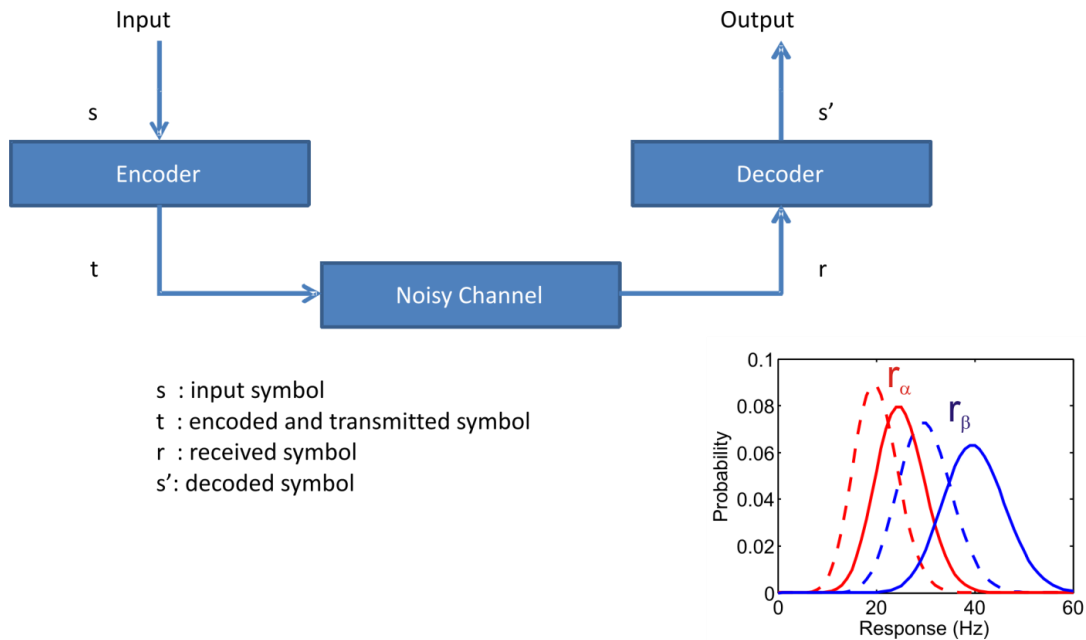 Input
Output
s
s’
Encoder
Decoder
t
r
Noisy Channel
s : input symbol
t : encoded and transmitted symbol
r : received symbol
s’: decoded symbol
0.1
0.08
0.06
0.04
0.02
0
Probability
rα
rβ
0 20 40 60
Response (Hz)